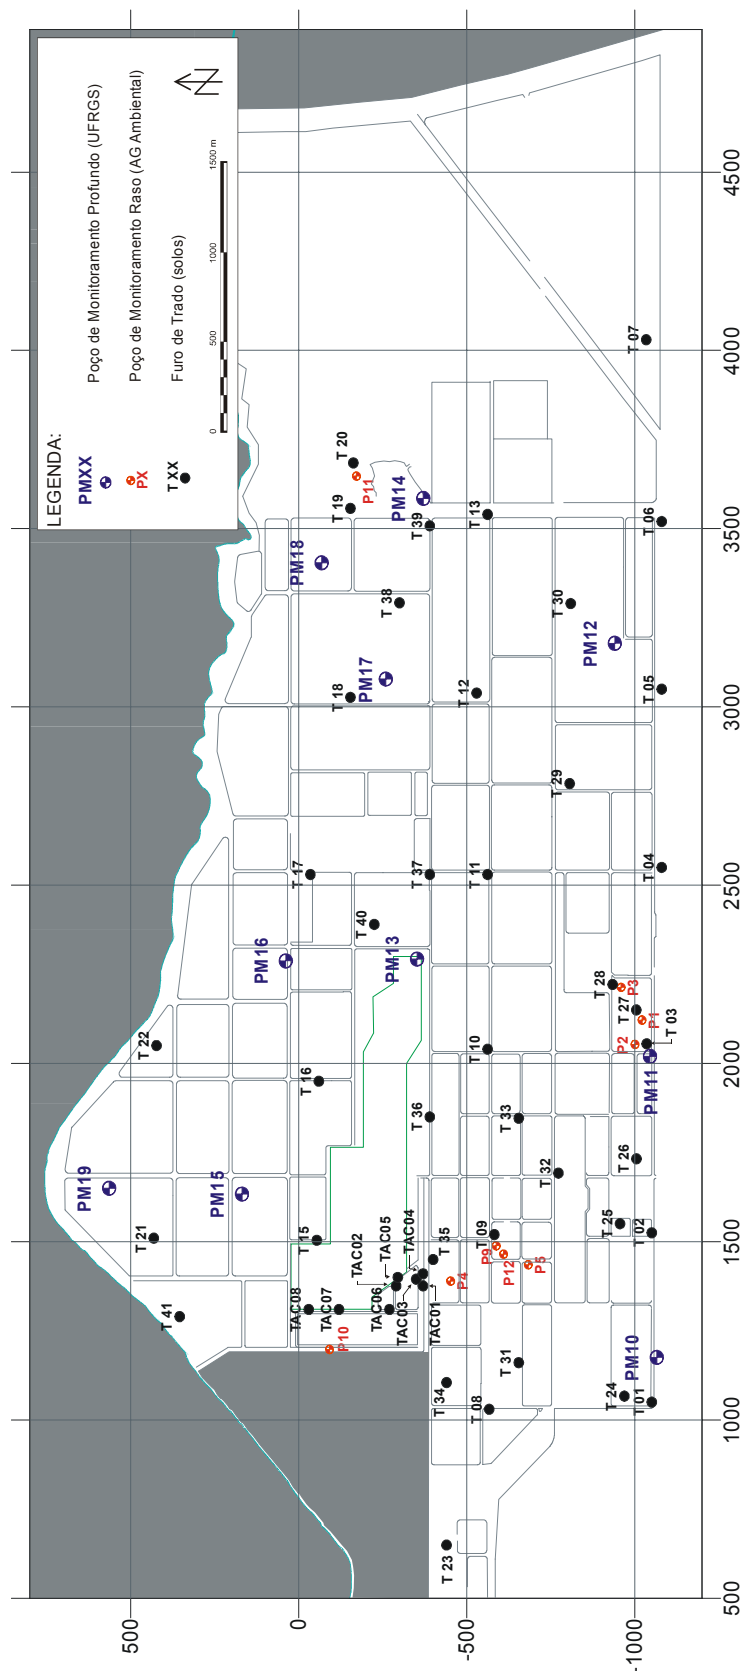 LEGENDA:
PMXX
Poço de Monitoramento Profundo (UFRGS)
PX
Poço de Monitoramento Raso (AG Ambiental)
T XX
Furo de Trado (solos)
0
500
1000
1500 m
N
500
0
-500
-1000
500
1000
1500
2000
2500
3000
3500
4000
4500
T 41
T 21
PM19
PM15
T 22
PM16
T 16
T 15
TAC08
TAC07
TAC06
P10
TAC02
TAC05
TAC04
TAC03
TAC01
T 35
P4
T 34
T 08
T 23
T 31
T 09
P9
P12
P5
T 32
T 33
T 36
T 10
PM13
T 40
T 17
T 37
T 11
T 18
PM17
T 38
PM18
T 19
T 20
P11
PM14
T 39
T 13
T 12
T 30
PM12
T 29
T 07
T 06
T 05
T 04
T 28
P3
T 27
P1
P2
T 03
PM11
T 26
T 25
T 02
PM10
T 24
T 01